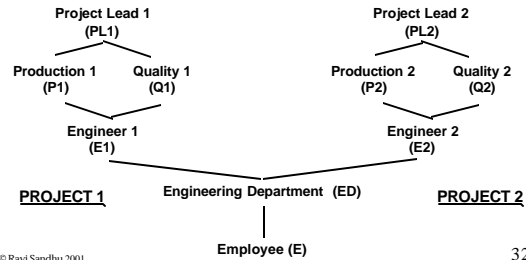 Project Lead 1 Project Lead 2
(PL1) (PL2)
Production 1 Quality 1 Production 2 Quality 2
(P1) (Q1) (P2) (Q2)
Engineer 1 Engineer 2
(E1) (E2)
PROJECT 1 Engineering Department (ED) PROJECT 2
Employee (E)
© Ravi Sandhu 2001 32